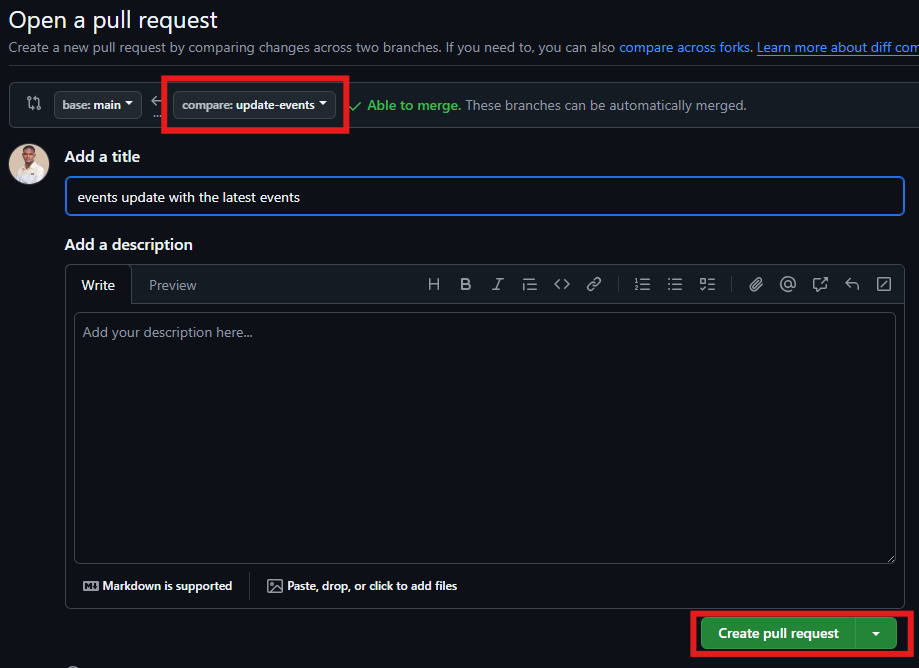 Open a pull request
Create a new pull request by comparing changes across two branches. If you need to, you can also compare across forks. Learn more about diff com
base: main
compare: update-events
Able to merge. These branches can be automatically merged.
Add a title
events update with the latest events
Add a description
Write
Preview
Add your description here...
Markdown is supported
Paste, drop, or click to add files
Create pull request